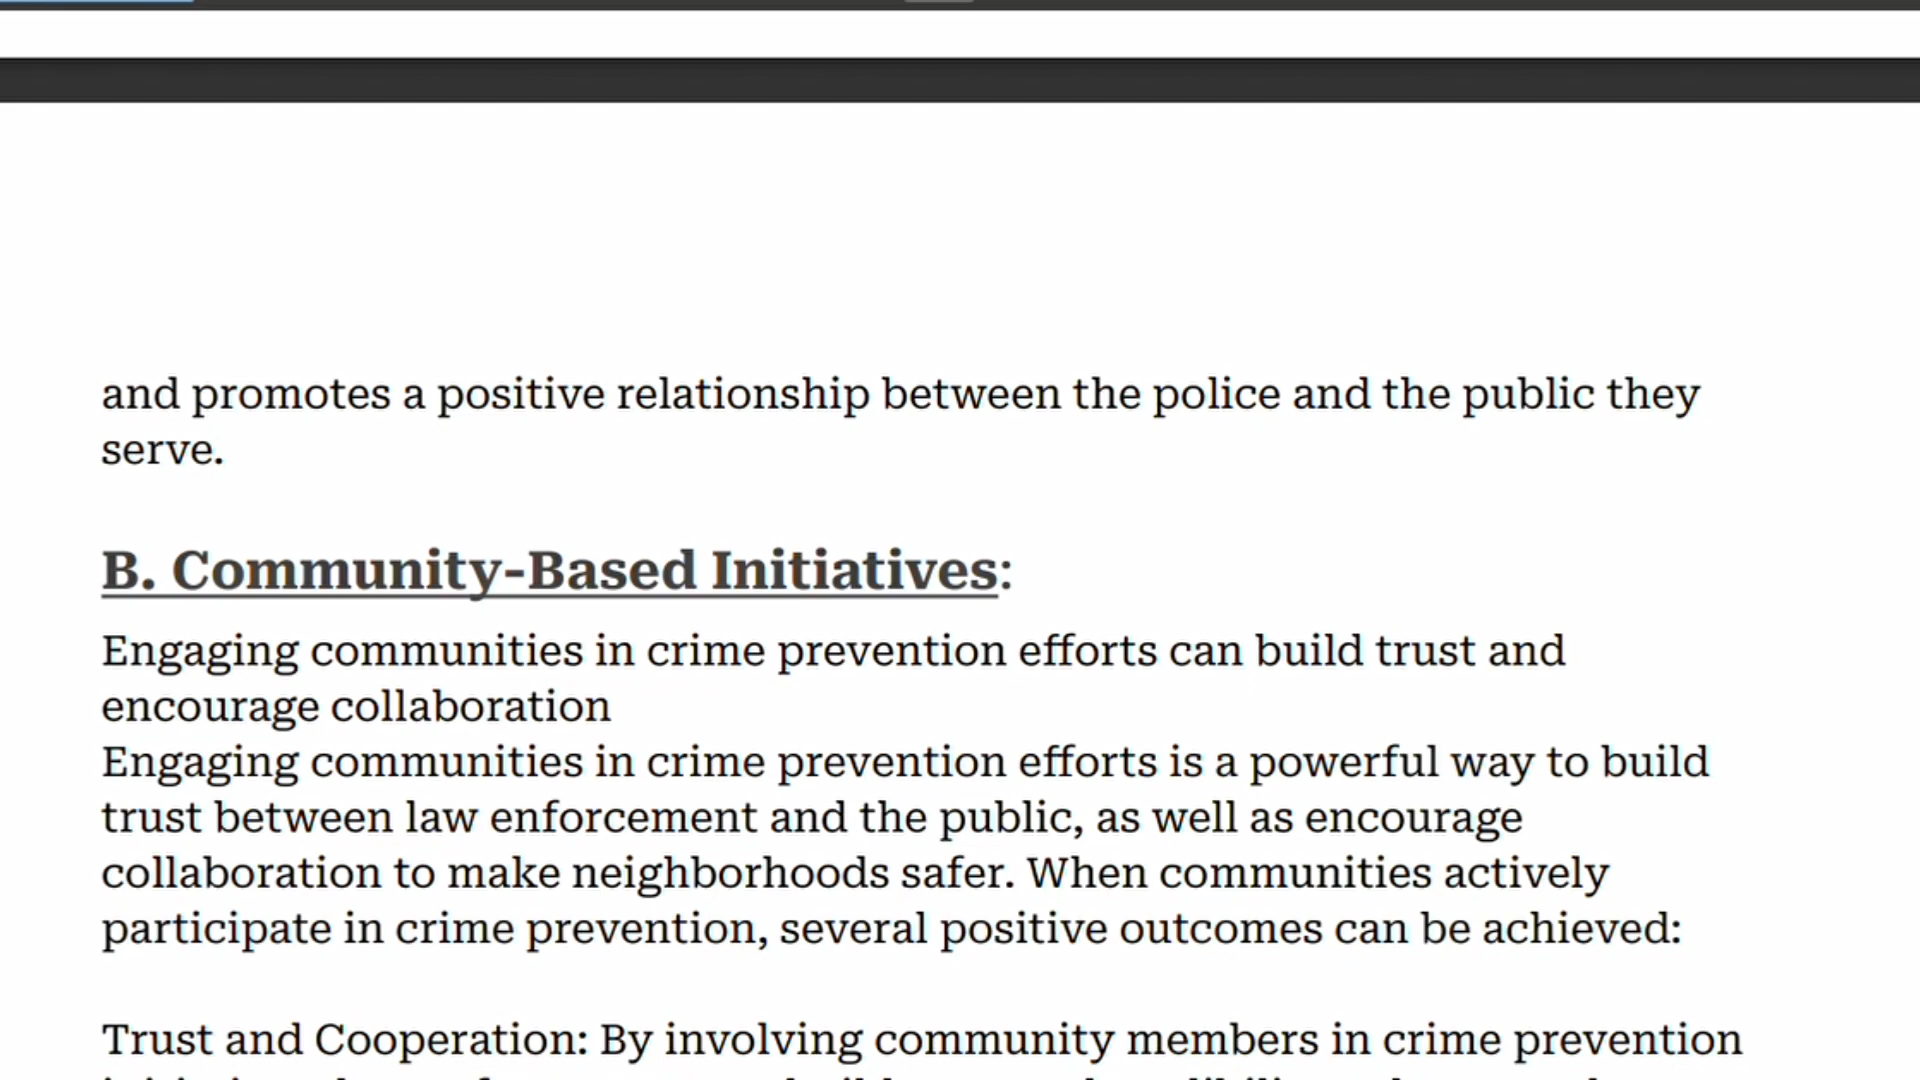 and promotes a positive relationship between the police and the public they
serve.
B. Community-Based Initiatives:
Engaging communities in crime prevention efforts can build trust and
encourage collaboration
Engaging communities in crime prevention efforts is a powerful way to build
trust between law enforcement and the public, as well as encourage
collaboration to make neighborhoods safer. When communities actively
participate in crime prevention, several positive outcomes can be achieved:
Trust and Cooperation: By involving community members in crime prevention